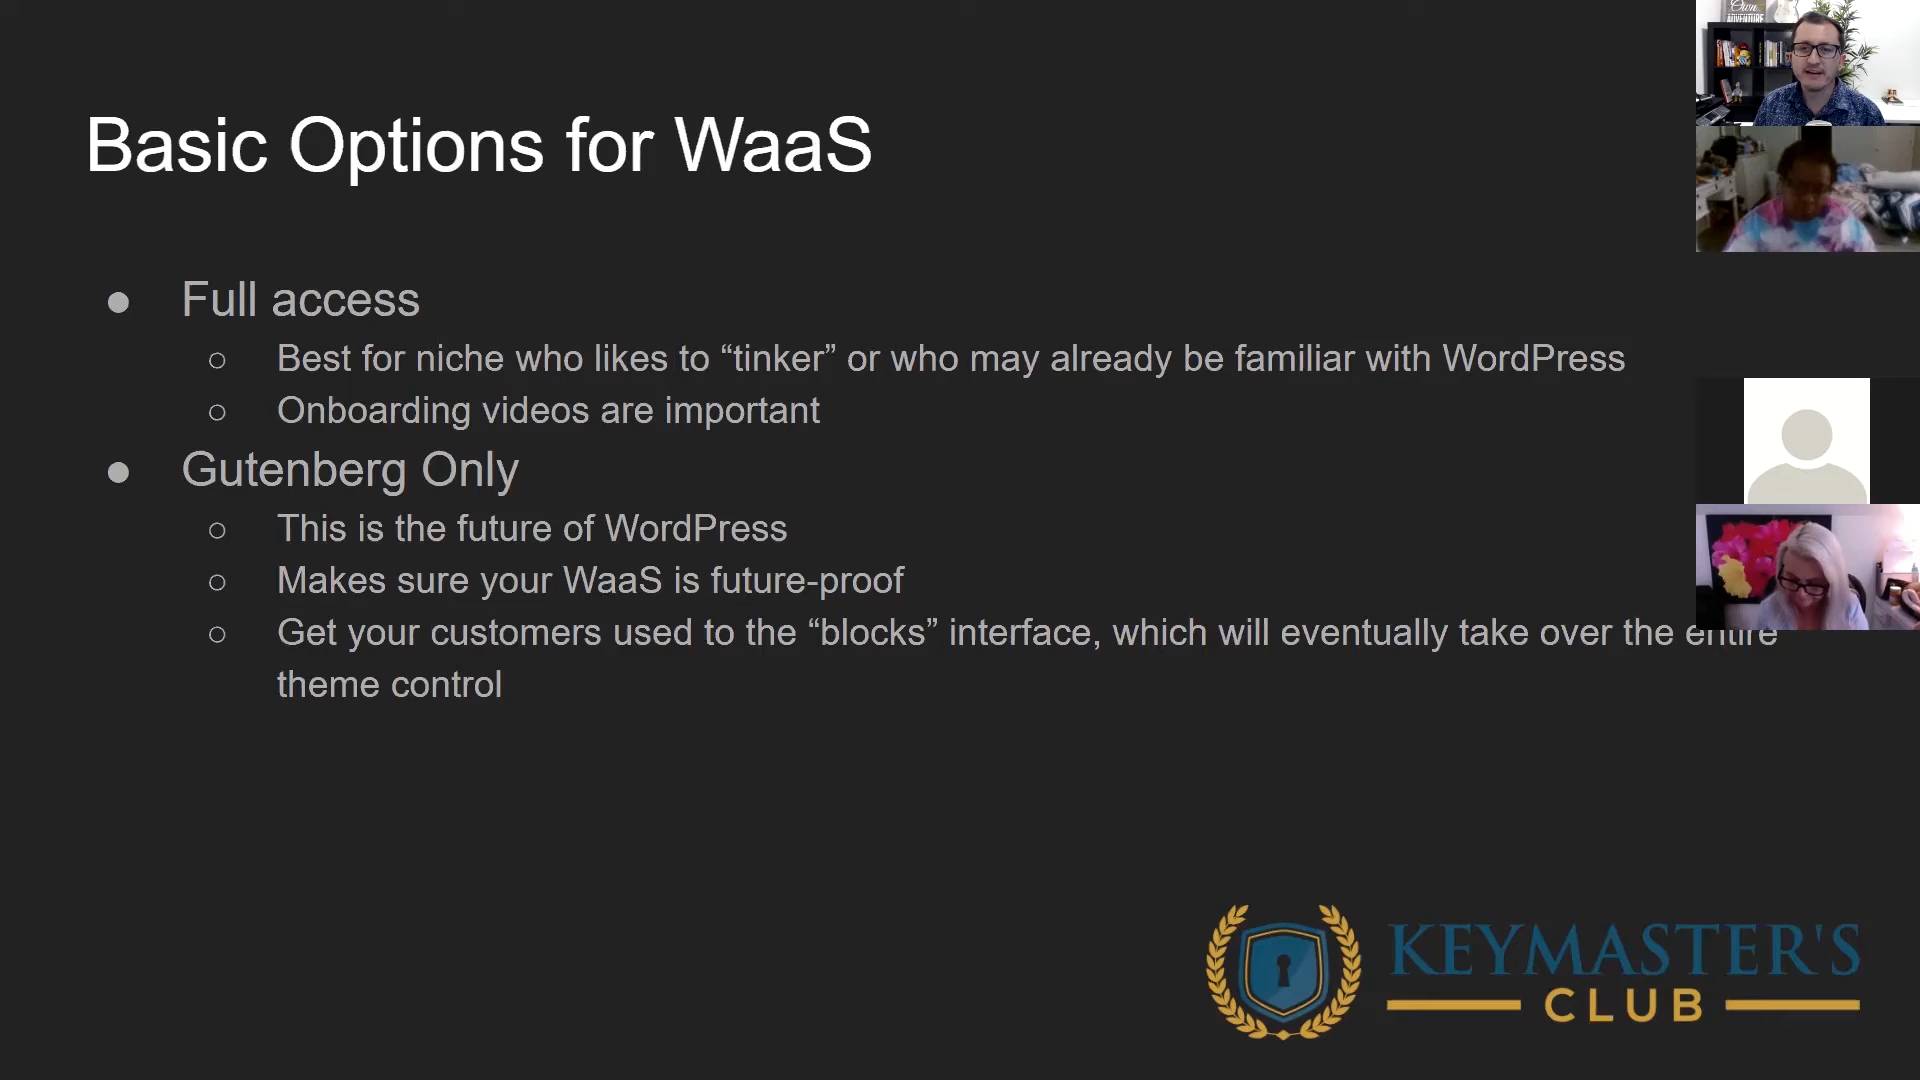 Own
ADVENTURE
Basic Options for WaaS
● Full access
○ Best for niche who likes to “tinker” or who may already be familiar with WordPress
○ Onboarding videos are important
● Gutenberg Only
○ This is the future of WordPress
○ Makes sure your WaaS is future-proof
○ Get your customers used to the “blocks” interface, which will eventually take over the entire
theme control
KEYMASTER'S
CLUB